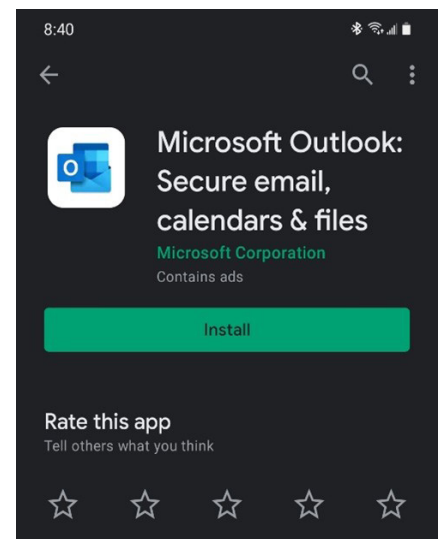 8:40
Microsoft Outlook:
Secure email,
calendars & files
Microsoft Corporation
Contains ads
Install
Rate this app
Tell others what you think